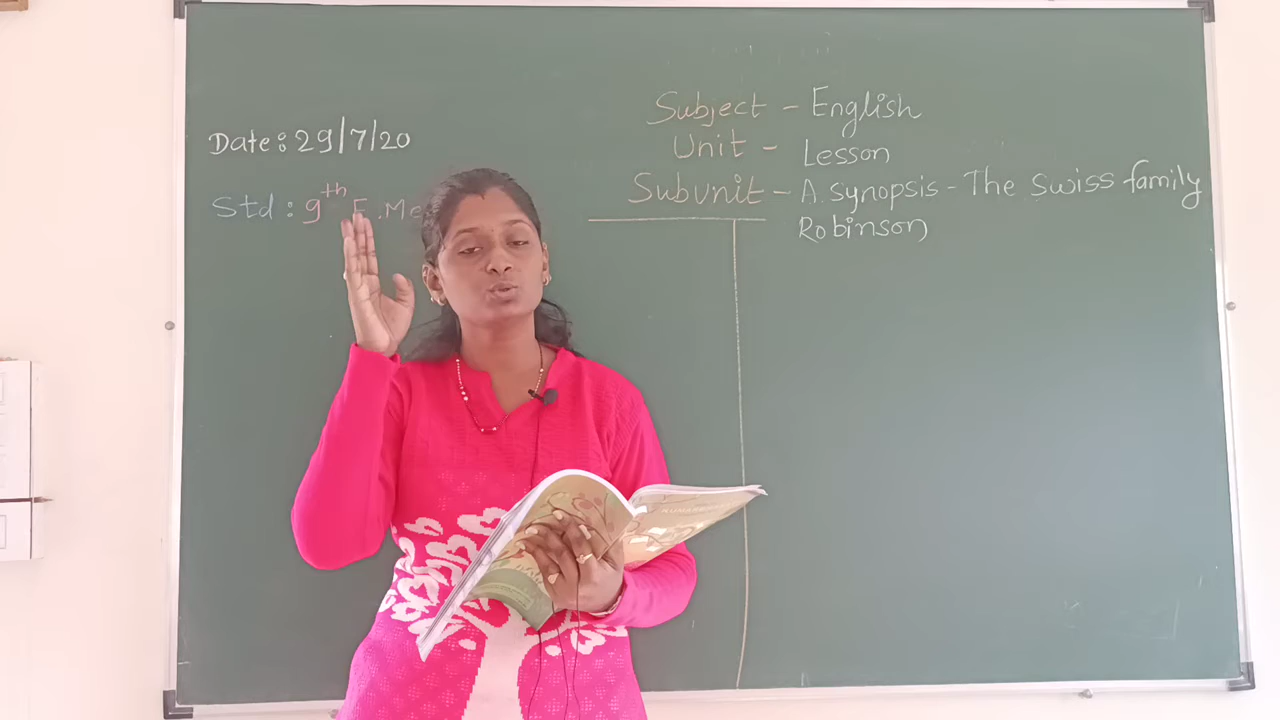 Date: 29/7/20
Std: 9th E.Me
Subject - English
Unit - Lesson
Subunit - A. synopsis - The Swiss family
Robinson